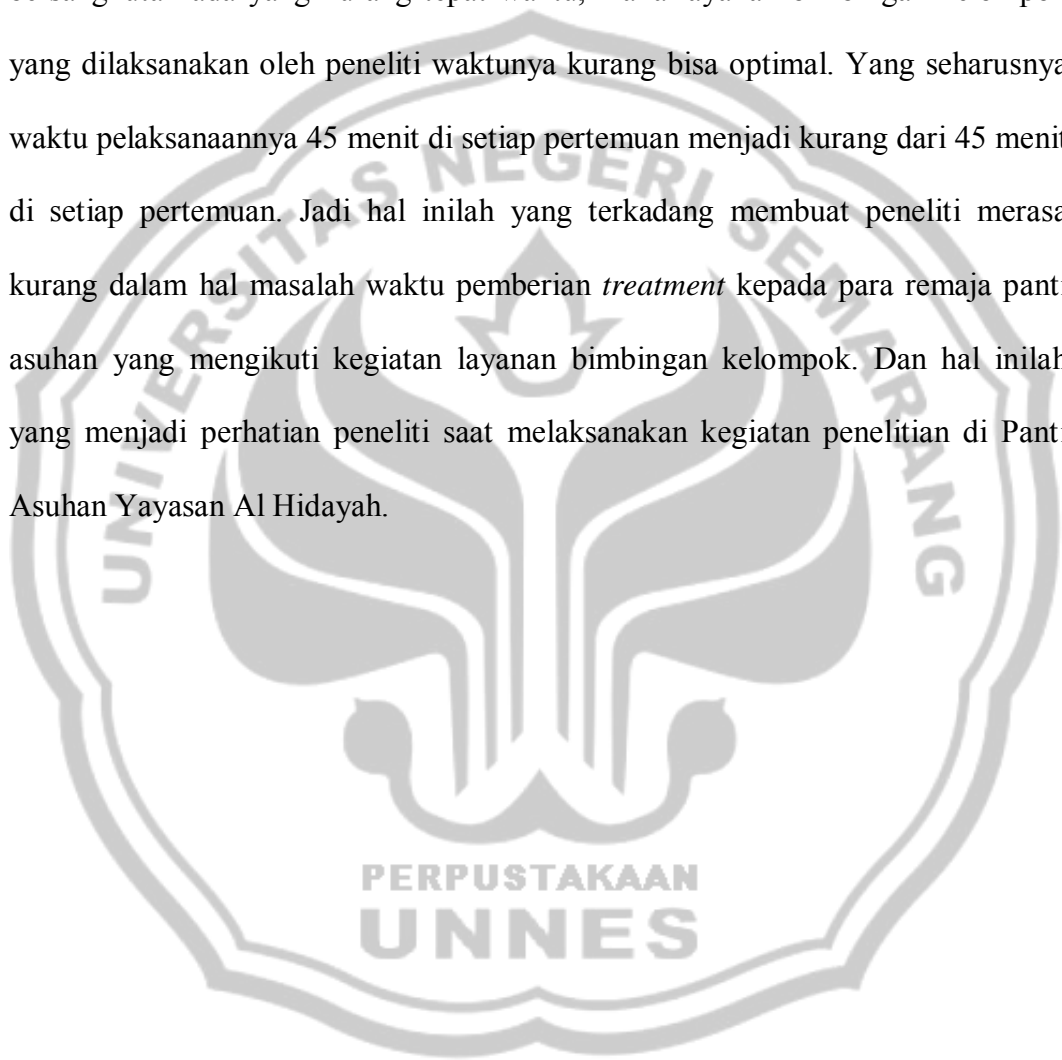 yang dilaksanakan oleh peneliti waktunya kurang bisa optimal. Yang seharusnya
waktu pelaksanaannya 45 menit di setiap pertemuan menjadi kurang dari 45 menit
di setiap pertemuan. Jadi hal inilah yang terkadang membuat peneliti merasa
kurang dalam hal masalah waktu pemberian treatment kepada para remaja panti
asuhan yang mengikuti kegiatan layanan bimbingan kelompok. Dan hal inilah
yang menjadi perhatian peneliti saat melaksanakan kegiatan penelitian di Panti
Asuhan Yayasan Al Hidayah.
UNIVERSITAS NEGERI SEMARANG
PERPUSTAKAAN
UNNES